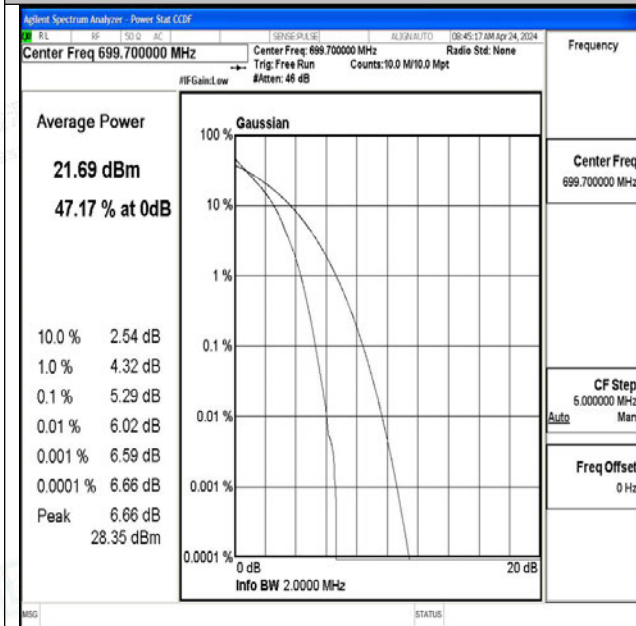 Agilent Spectrum Analyzer - Power Stat CCDF
RL RF 50 Ω AC SENSE:PULSE ALIGNAUTO 08:45:17 AM Apr 24, 2024
Center Freq 699.700000 MHz
Center Freq: 699.700000 MHz Radio Std: None
Trig: Free Run Counts:10.0 M/10.0 Mpt
#IFGain:Low #Atten: 46 dB
Frequency
Average Power
21.69 dBm
47.17 % at 0dB
10.0 % 2.54 dB
1.0 % 4.32 dB
0.1 % 5.29 dB
0.01 % 6.02 dB
0.001 % 6.59 dB
0.0001 % 6.66 dB
Peak 6.66 dB
28.35 dBm
Gaussian
100 %
10 %
1 %
0.1 %
0.01 %
0.001 %
0.0001 %
0 dB 20 dB
Info BW 2.0000 MHz
Center Freq
699.700000 MHz
CF Step
5.000000 MHz
Auto Man
Freq Offset
0 Hz
MSG STATUS